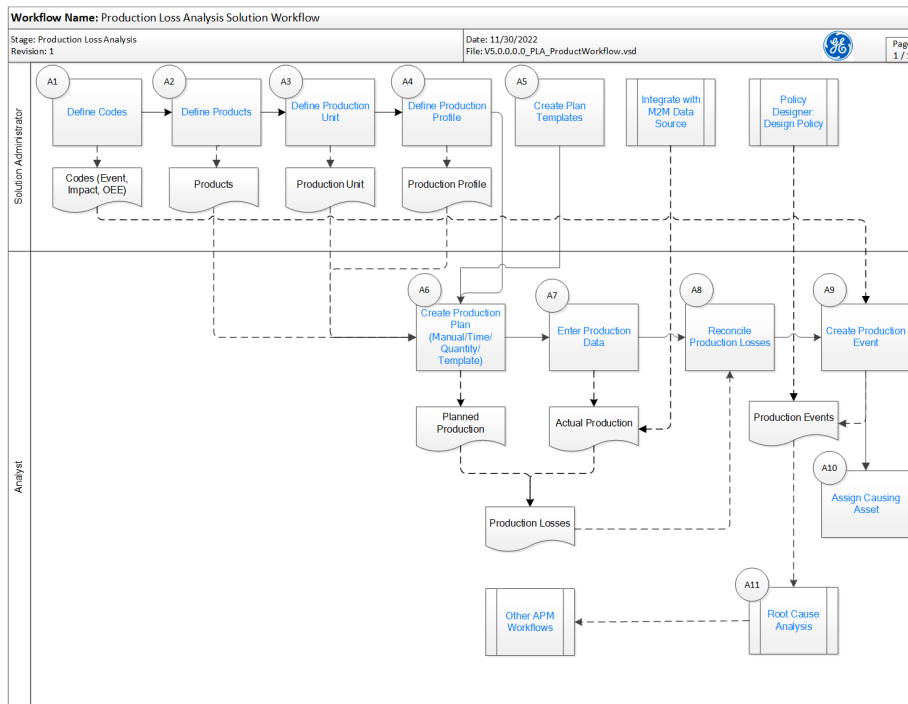 Workflow Name: Production Loss Analysis Solution Workflow
Stage: Production Loss Analysis
Revision: 1
Date: 11/30/2022
File: V5.0.0.0.0_PLA_ProductWorkflow.vsd
Page
1 /
Solution Administrator
A1
Define Codes
A2
Define Products
A3
Define Production
Unit
A4
Define Production
Profile
A5
Create Plan
Templates
Integrate with
M2M Data
Source
Policy
Designer:
Design Policy
Codes (Event,
Impact, OEE)
Products
Production Unit
Production Profile
Analyst
A6
Create Production
Plan
(Manual/Time/
Quantity/
Template)
A7
Enter Production
Data
A8
Reconcile
Production Losses
A9
Create Production
Event
Planned
Production
Actual Production
Production Events
A10
Assign Causing
Asset
Production Losses
A11
Root Cause
Analysis
Other APM
Workflows